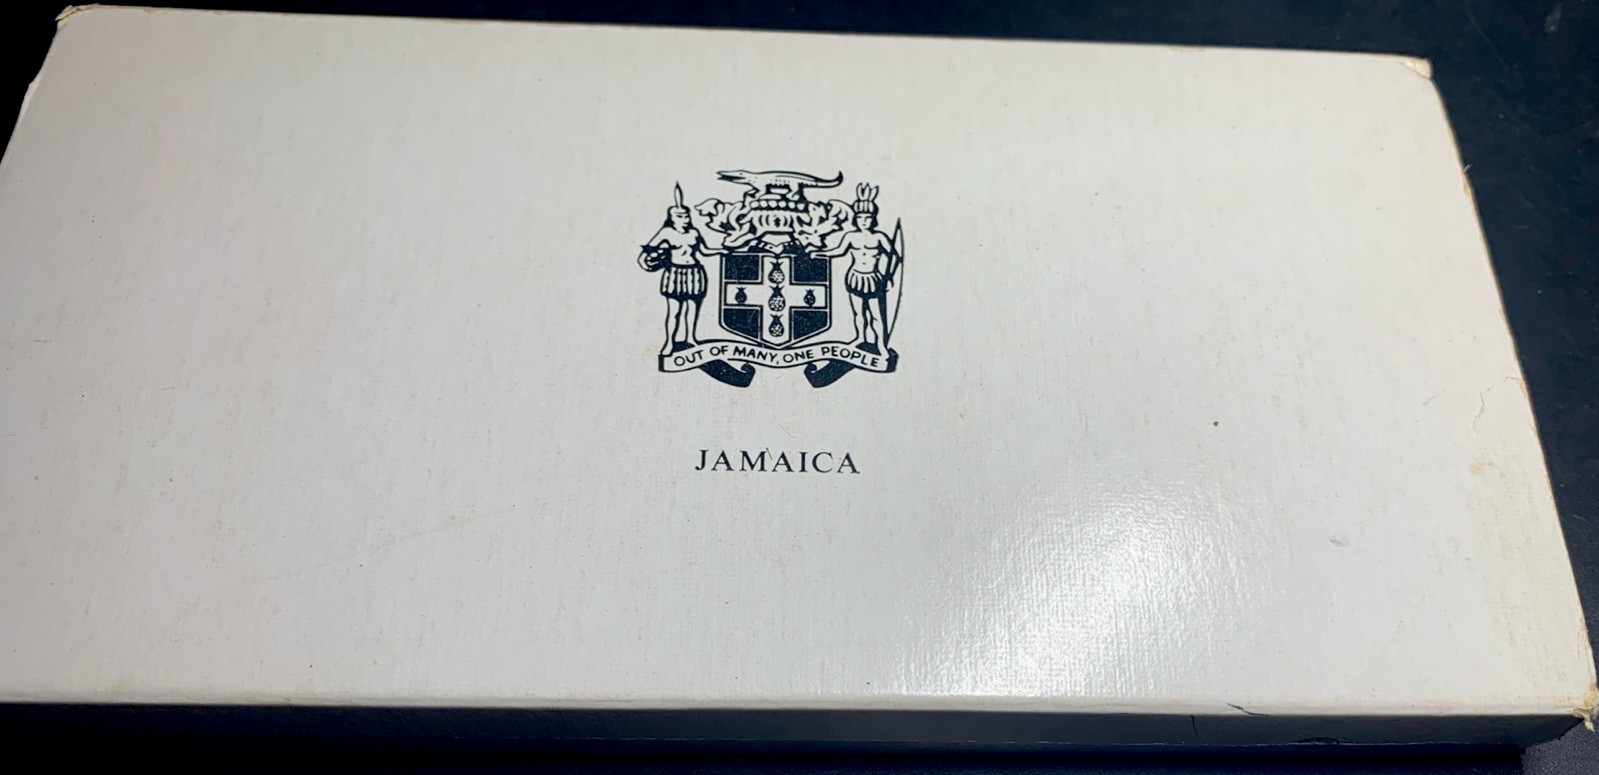 OUT OF MANY, ONE PEOPLE
JAMAICA